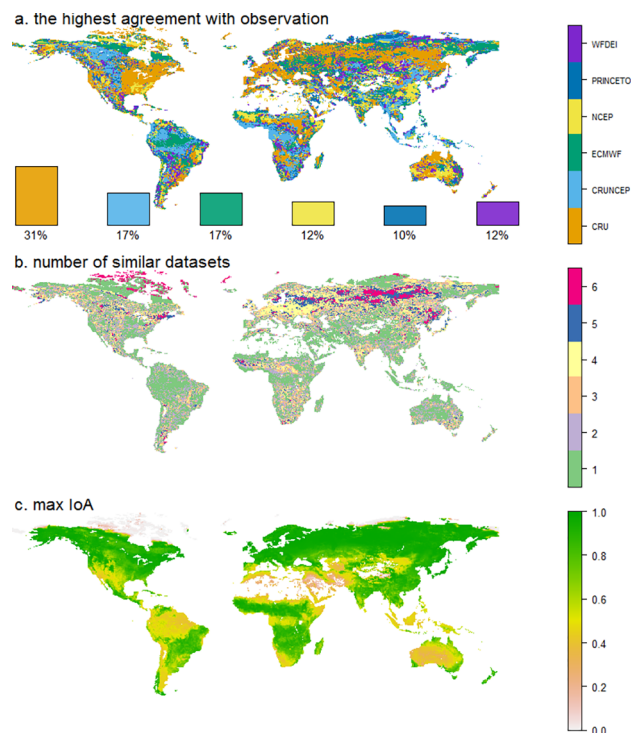 a. the highest agreement with observation
WFDEI
PRINCETO
NCEP
ECMWF
CRUNCEP
CRU
31%
17%
17%
12%
10%
12%
b. number of similar datasets
6
5
4
3
2
1
c. max IoA
1.0
0.8
0.6
0.4
0.2
0.0